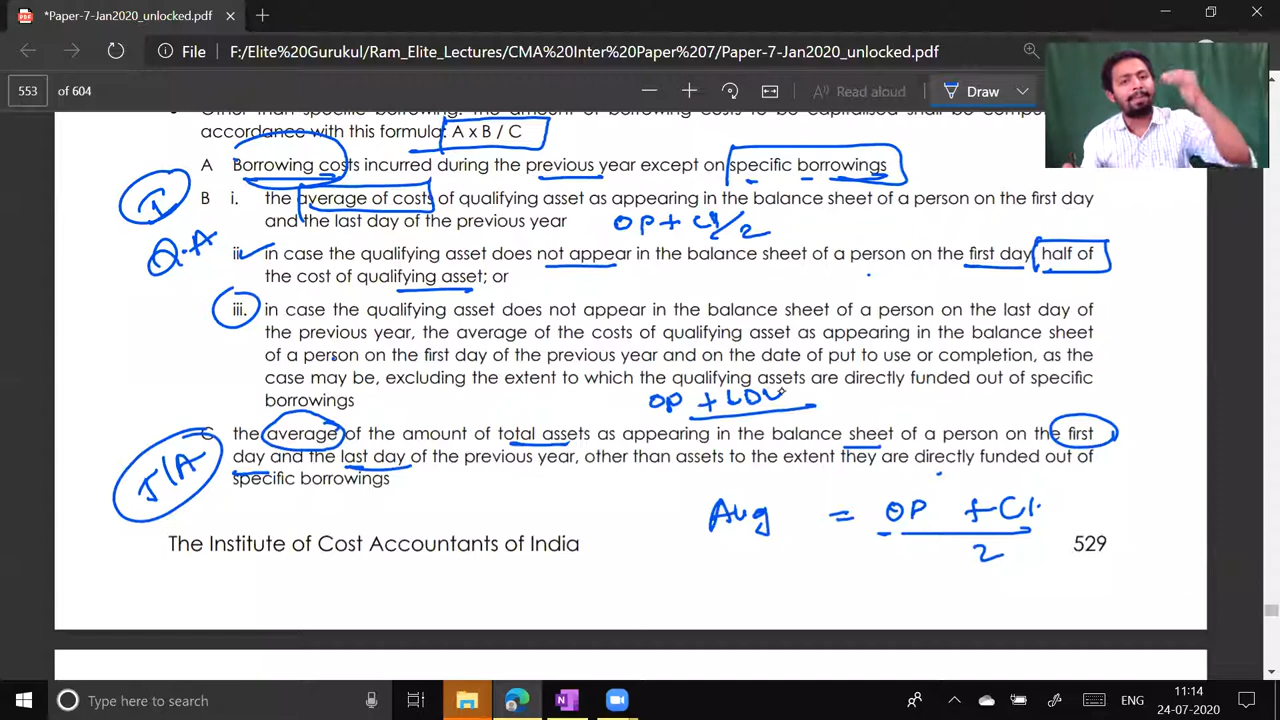 *Paper-7-Jan2020_unlocked.pdf
File F:/Elite%20Gurukul/Ram_Elite_Lectures/CMA%20Inter%20Paper%207/Paper-7-Jan2020_unlocked.pdf
553 of 604 Read aloud Draw
accordance with this formula: A x B / C
A Borrowing costs incurred during the previous year except on specific borrowings
I
B i. the average of costs of qualifying asset as appearing in the balance sheet of a person on the first day
and the last day of the previous year
OP + Cl/2
Q.A
ii. in case the qualifying asset does not appear in the balance sheet of a person on the first day half of
the cost of qualifying asset; or
iii. in case the qualifying asset does not appear in the balance sheet of a person on the last day of
the previous year, the average of the costs of qualifying asset as appearing in the balance sheet
of a person on the first day of the previous year and on the date of put to use or completion, as the
case may be, excluding the extent to which the qualifying assets are directly funded out of specific
borrowings
OP +
C the average of the amount of total assets as appearing in the balance sheet of a person on the first
day and the last day of the previous year, other than assets to the extent they are directly funded out of
T/A
specific borrowings
Avg = OP + Cl
2
The Institute of Cost Accountants of India 529
Type here to search
ENG
11:14
24-07-2020